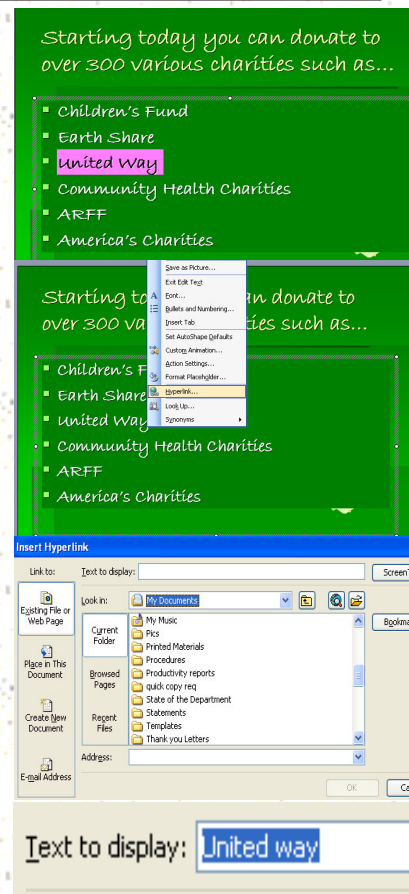 Starting today you can donate to
over 300 various charities such as...
Children's Fund
Earth Share
United Way
Community Health Charities
ARFF
America's Charities
Save as Picture...
Exit Edit Text
Font...
Bullets and Numbering...
Insert Tab
Set AutoShape Defaults
Custom Animation...
Action Settings...
Format Placeholder...
Hyperlink...
Look Up...
Synonyms
Starting to an donate to
over 300 va ties such as...
Children's F
Earth Share
United Way
Community Health Charities
ARFF
America's Charities
Insert Hyperlink
Link to:
Text to display:
ScreenT
Existing File or
Web Page
Look in:
My Documents
Bookma
Current
Folder
My Music
Pics
Printed Materials
Procedures
Place in This
Document
Browsed
Pages
Productivity reports
quick copy req
State of the Department
Create New
Document
Recent
Files
Statements
Templates
Thank you Letters
E-mail Address
Address:
OK
Ca
Text to display: United way